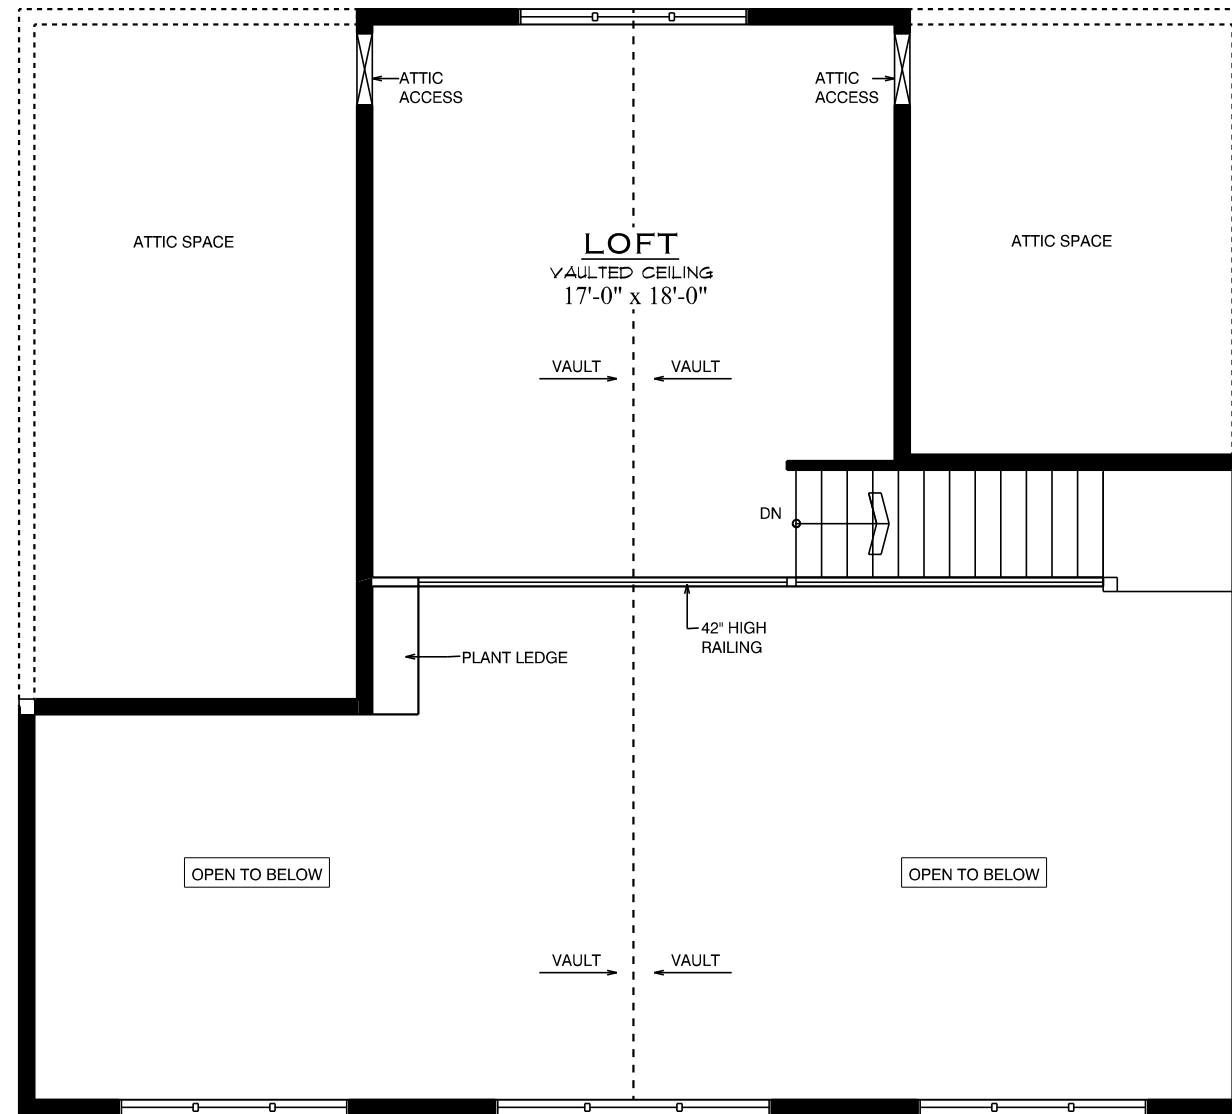 ATTIC
ACCESS
ATTIC
ACCESS
ATTIC SPACE
LOFT
VAULTED CEILING
17'-0" x 18'-0"
ATTIC SPACE
VAULT
VAULT
DN
42" HIGH
RAILING
PLANT LEDGE
OPEN TO BELOW
OPEN TO BELOW
VAULT
VAULT